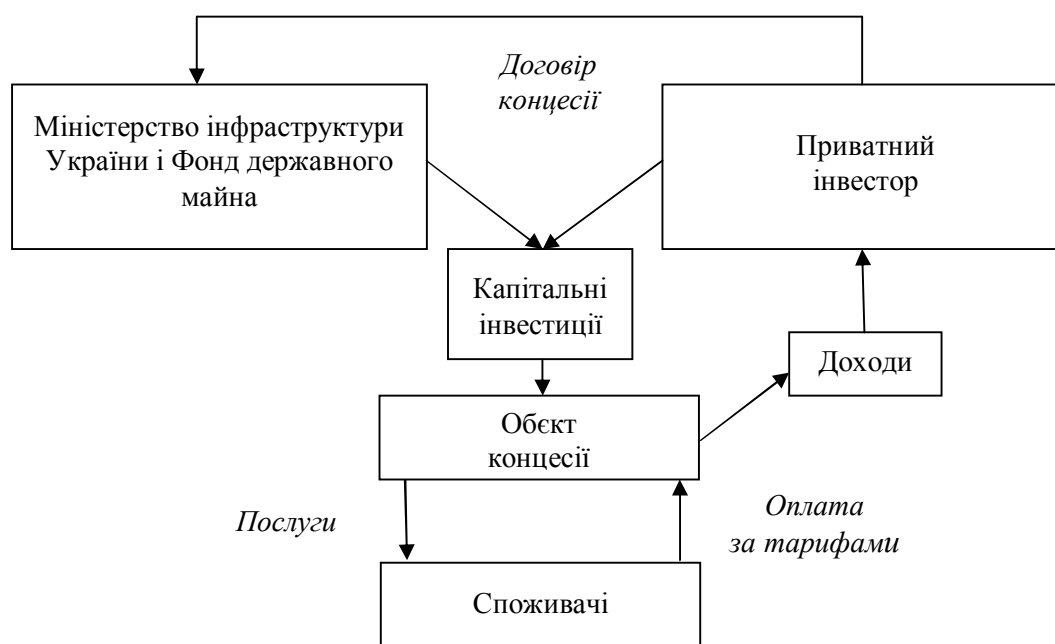 Договір
концесії
Міністерство інфраструктури
України і Фонд державного
майна
Приватний
інвестор
Капітальні
інвестиції
Доходи
Обєкт
концесії
Послуги
Оплата
за тарифами
Споживачі